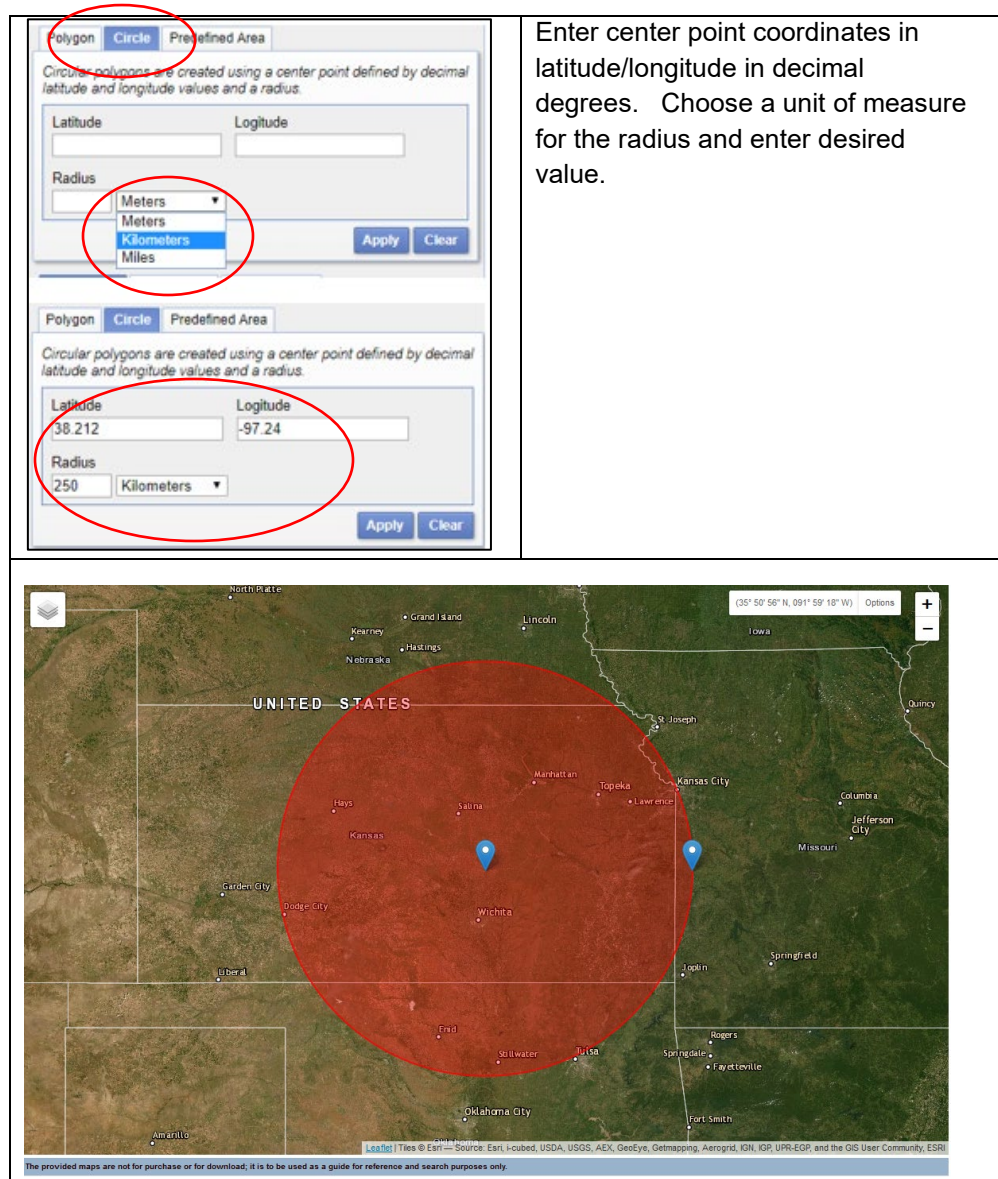 Polygon Circle Predefined Area
Circular polygons are created using a center point defined by decimal
latitude and longitude values and a radius.
Latitude Logitude
Radius
Meters
Meters
Kilometers
Miles
Apply Clear
Polygon Circle Predefined Area
Circular polygons are created using a center point defined by decimal
latitude and longitude values and a radius.
Latitude Logitude
38.212 -97.24
Radius
250 Kilometers
Apply Clear
Enter center point coordinates in
latitude/longitude in decimal
degrees. Choose a unit of measure
for the radius and enter desired
value.
North Platte
(35° 50' 56" N, 091° 59' 18" W) Options + −
Grand Island
Lincoln
Kearney
Iowa
Hastings
Nebraska
UNITED STATES
Quincy
St Joseph
Manhattan
Kansas City
Topeka
Columbia
Hays
Salina
Lawrence
Jefferson
City
Kansas
Missouri
Garden City
Dodge City
Wichita
Springfield
Liberal
Joplin
Enid
Rogers
Stillwater
Tulsa
Springdale
Fayetteville
Oklahoma City
Fort Smith
Amarillo
Oklahoma
Leaflet | Tiles © Esri — Source: Esri, i-cubed, USDA, USGS, AEX, GeoEye, Getmapping, Aerogrid, IGN, IGP, UPR-EGP, and the GIS User Community, ESRI
The provided maps are not for purchase or for download; it is to be used as a guide for reference and search purposes only.